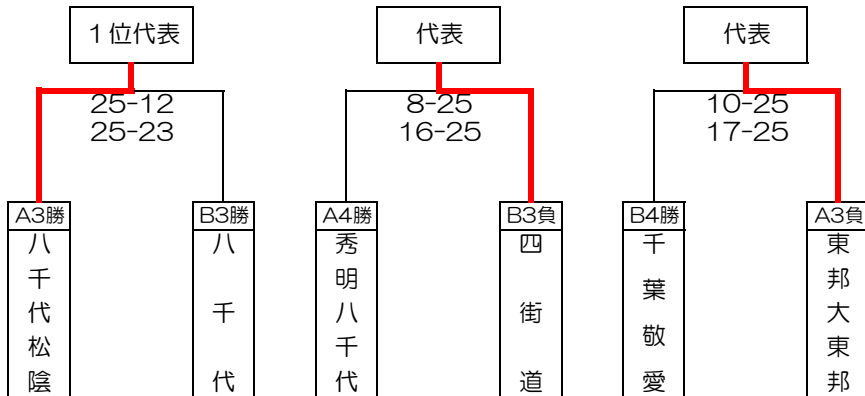 1位代表
代表
代表
25-12
25-23
8-25
16-25
10-25
17-25
A3勝
B3勝
A4勝
B3負
B4勝
A3負
八千代松陰
八千代
秀明八千代
四街道
千葉敬愛
東邦大東邦